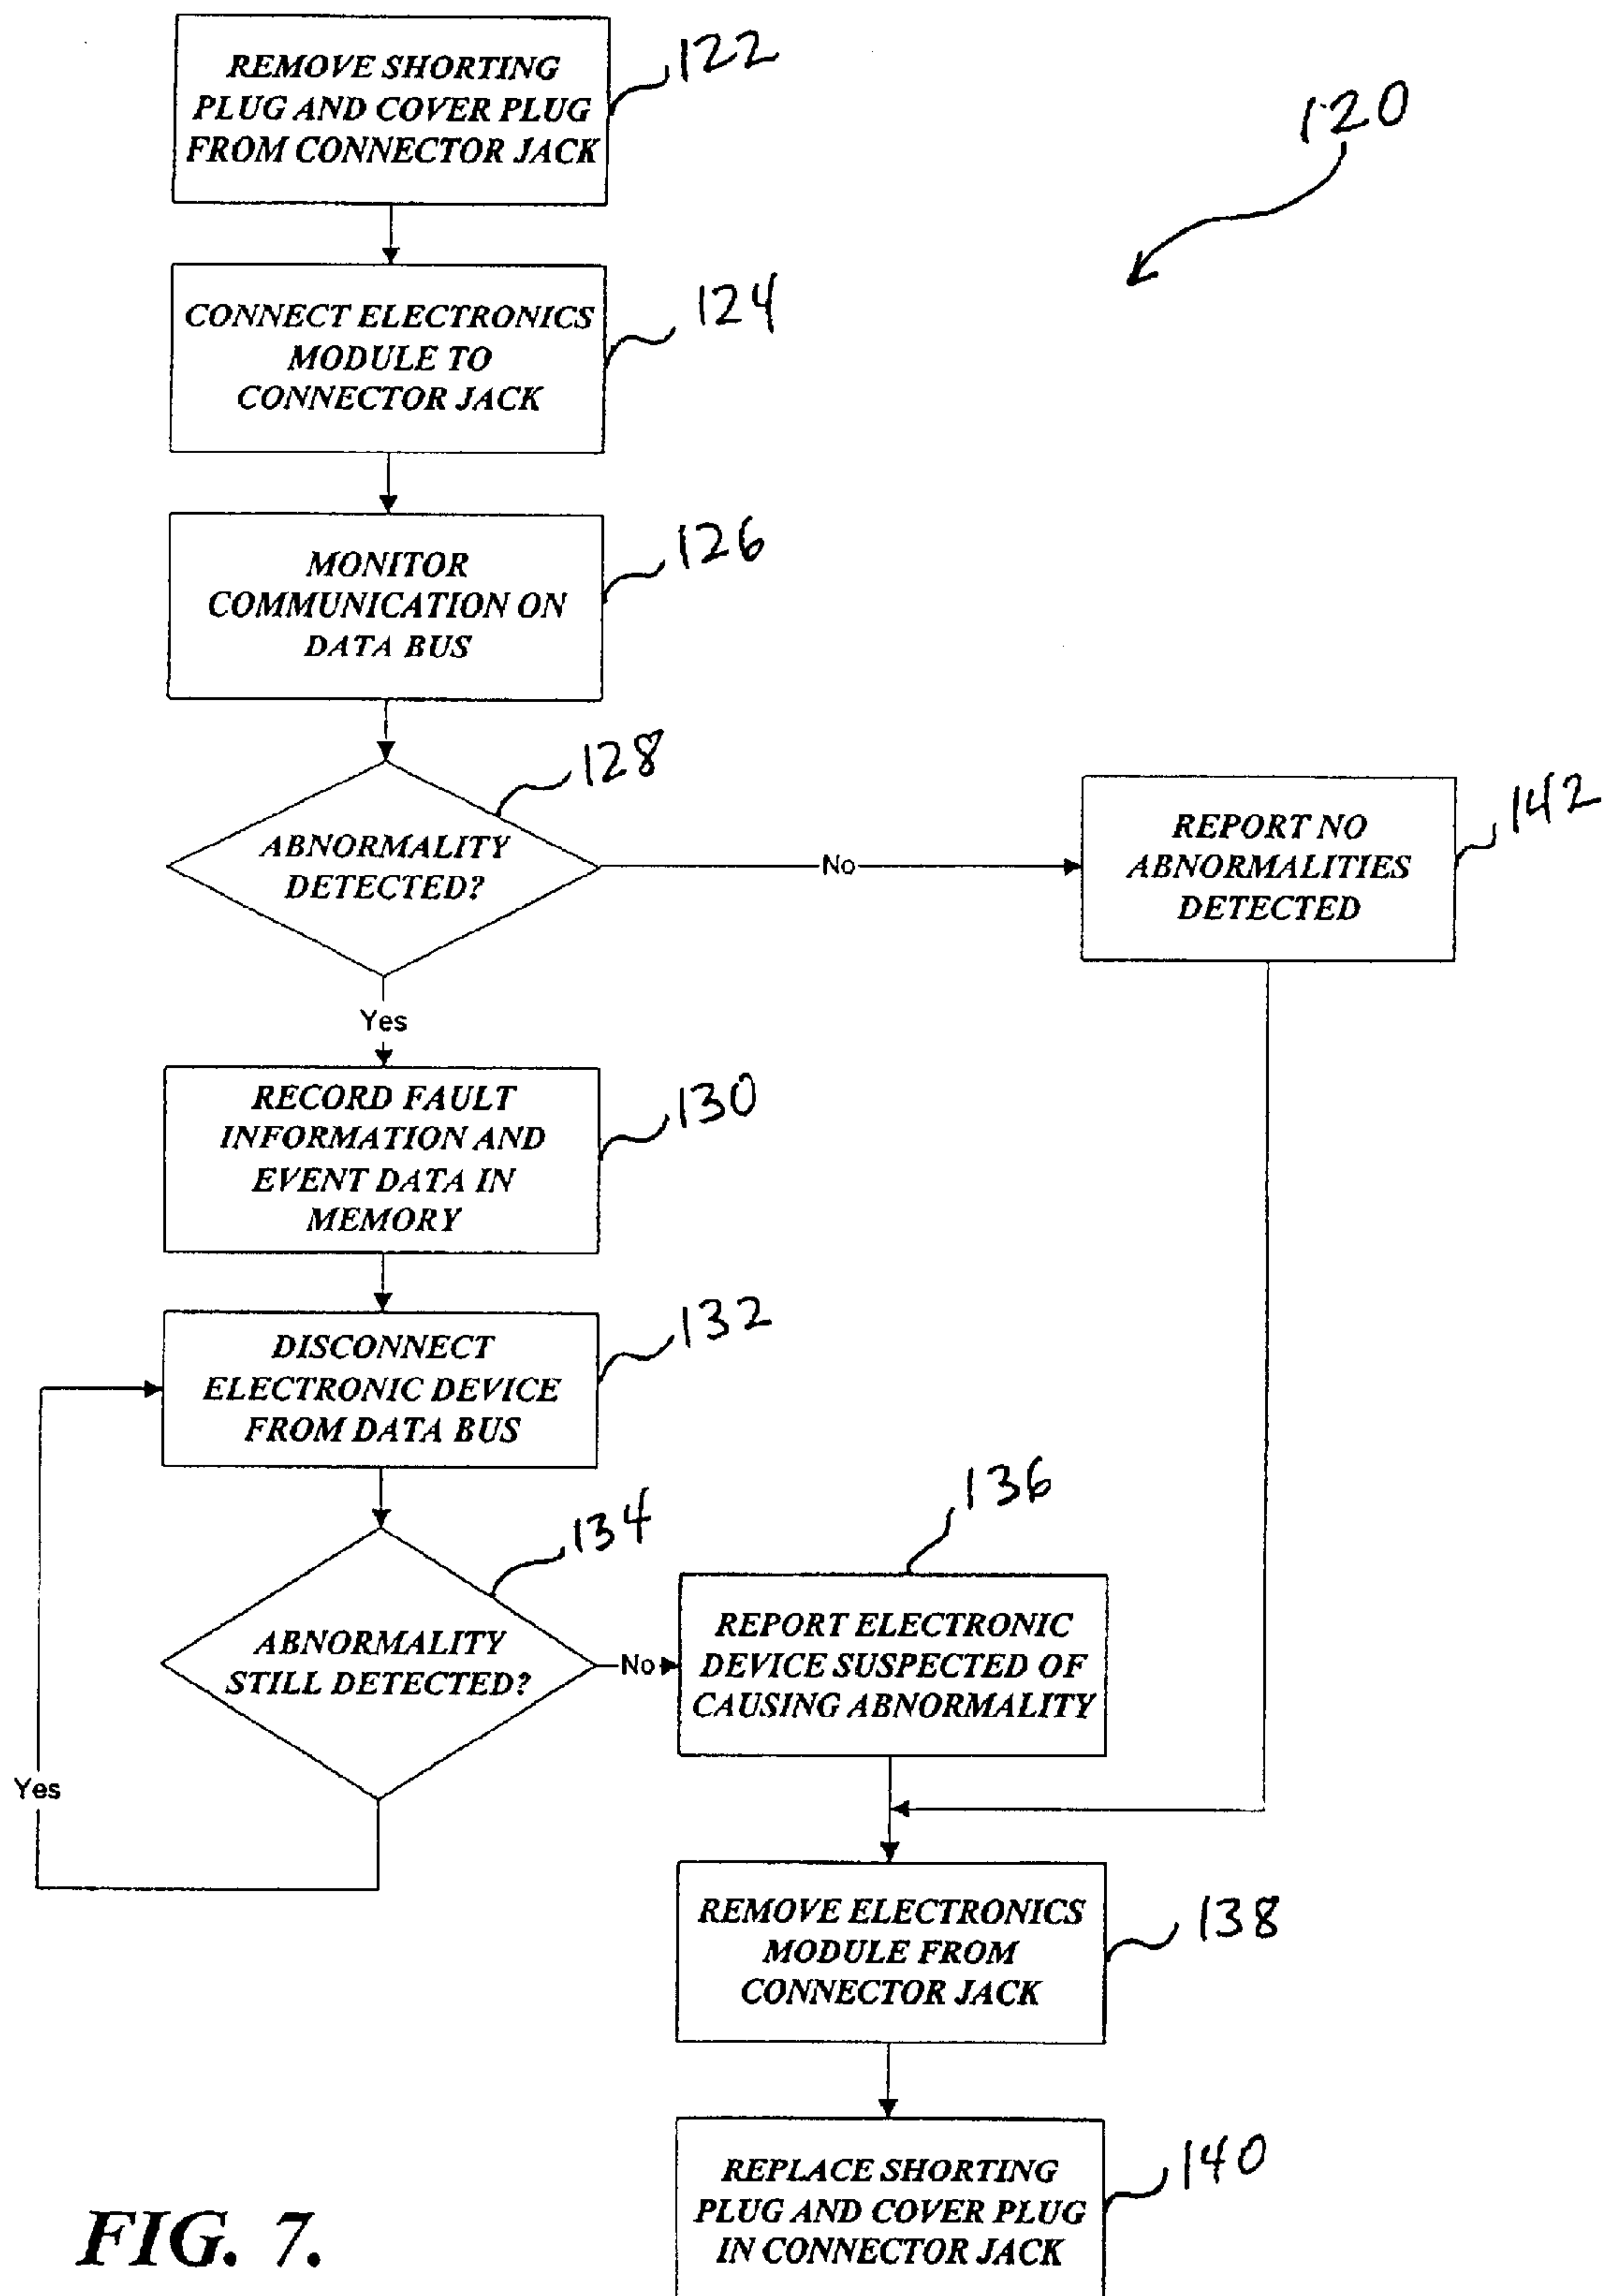 REMOVE SHORTING
PLUG AND COVER PLUG
FROM CONNECTOR JACK
122
120
CONNECT ELECTRONICS
MODULE TO
CONNECTOR JACK
124
MONITOR
COMMUNICATION ON
DATA BUS
126
ABNORMALITY
DETECTED?
128
No
REPORT NO
ABNORMALITIES
DETECTED
142
Yes
RECORD FAULT
INFORMATION AND
EVENT DATA IN
MEMORY
130
DISCONNECT
ELECTRONIC DEVICE
FROM DATA BUS
132
ABNORMALITY
STILL DETECTED?
134
No
Yes
REPORT ELECTRONIC
DEVICE SUSPECTED OF
CAUSING ABNORMALITY
136
REMOVE ELECTRONICS
MODULE FROM
CONNECTOR JACK
138
REPLACE SHORTING
PLUG AND COVER PLUG
IN CONNECTOR JACK
140
FIG. 7.